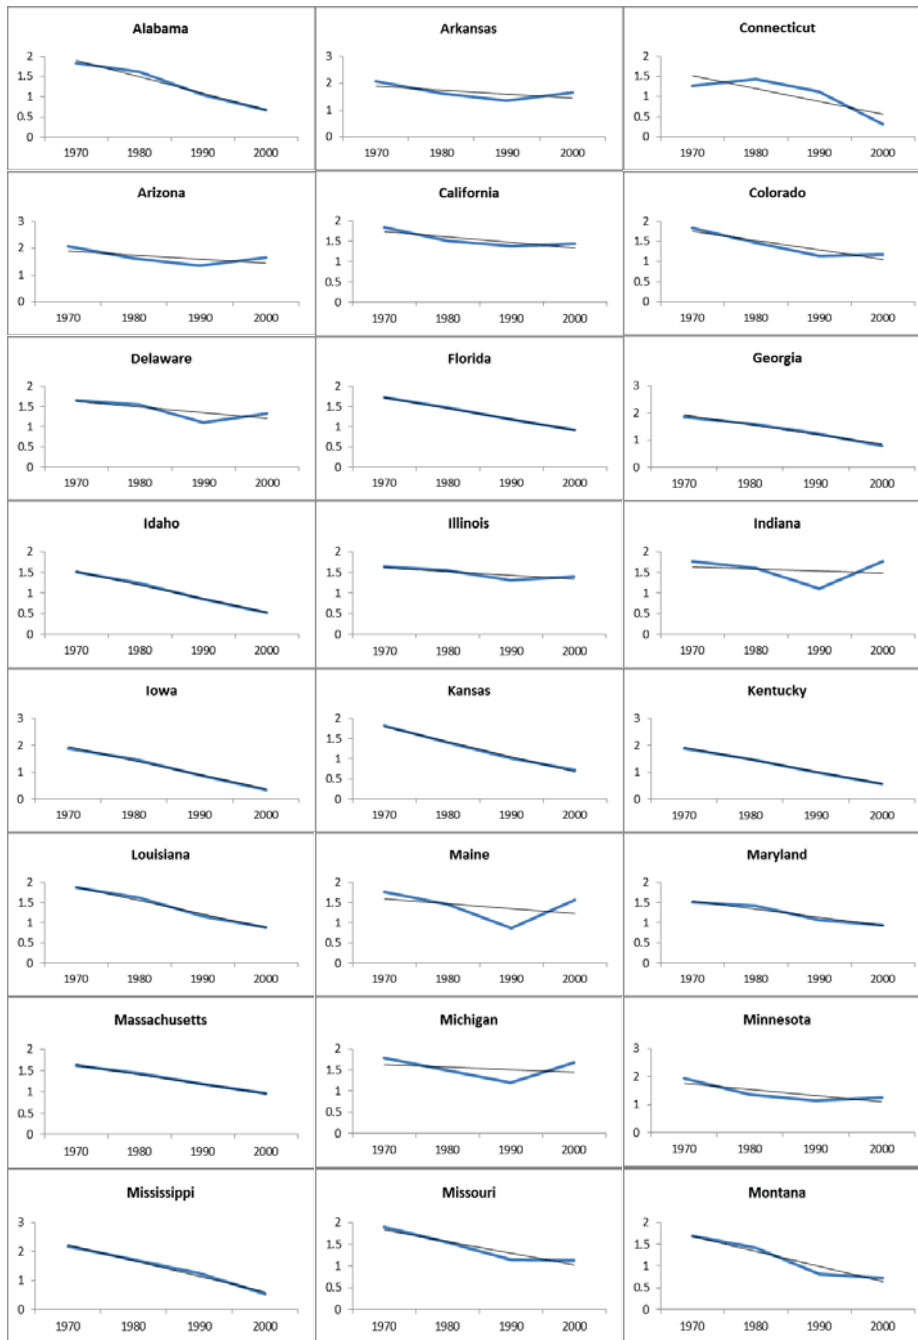 Alabama
2
1.5
1
0.5
0
1970 1980 1990 2000
Arkansas
3
2
1
0
1970 1980 1990 2000
Connecticut
2
1.5
1
0.5
0
1970 1980 1990 2000
Arizona
3
2
1
0
1970 1980 1990 2000
California
2
1.5
1
0.5
0
1970 1980 1990 2000
Colorado
2
1.5
1
0.5
0
1970 1980 1990 2000
Delaware
2
1.5
1
0.5
0
1970 1980 1990 2000
Florida
2
1.5
1
0.5
0
1970 1980 1990 2000
Georgia
3
2
1
0
1970 1980 1990 2000
Idaho
2
1.5
1
0.5
0
1970 1980 1990 2000
Illinois
2
1.5
1
0.5
0
1970 1980 1990 2000
Indiana
2
1.5
1
0.5
0
1970 1980 1990 2000
Iowa
3
2
1
0
1970 1980 1990 2000
Kansas
2
1.5
1
0.5
0
1970 1980 1990 2000
Kentucky
3
2
1
0
1970 1980 1990 2000
Louisiana
2
1.5
1
0.5
0
1970 1980 1990 2000
Maine
2
1.5
1
0.5
0
1970 1980 1990 2000
Maryland
2
1.5
1
0.5
0
1970 1980 1990 2000
Massachusetts
2
1.5
1
0.5
0
1970 1980 1990 2000
Michigan
2
1.5
1
0.5
0
1970 1980 1990 2000
Minnesota
3
2
1
0
1970 1980 1990 2000
Mississippi
3
2
1
0
1970 1980 1990 2000
Missouri
2
1.5
1
0.5
0
1970 1980 1990 2000
Montana
2
1.5
1
0.5
0
1970 1980 1990 2000